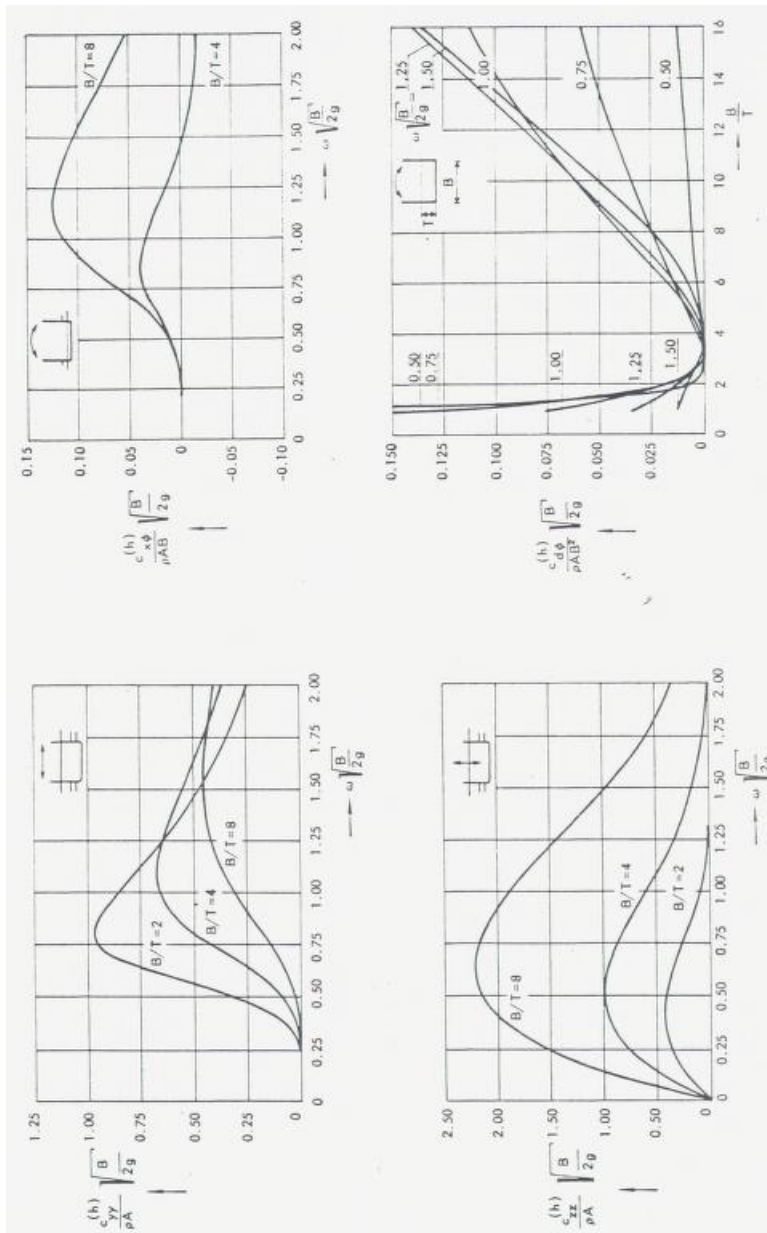 c(h)yy / ρA √B/2g
1.25
1.00
0.75
0.50
0.25
0
B/T=2
B/T=4
B/T=8
0 0.25 0.50 0.75 1.00 1.25 1.50 1.75 2.00
ω √B/2g
c(h)xϕ / ρAB √B/2g
0.15
0.10
0.05
0
-0.05
-0.10
B/T=8
B/T=4
0 0.25 0.50 0.75 1.00 1.25 1.50 1.75 2.00
ω √B/2g
c(h)zz / ρA √B/2g
2.50
2.00
1.50
1.00
0.50
0
B/T=8
B/T=4
B/T=2
0 0.25 0.50 0.75 1.00 1.25 1.50 1.75 2.00
ω √B/2g
c(h)dϕ / ρAB² √B/2g
0.150
0.125
0.100
0.075
0.050
0.025
0
0.50
0.75
1.00
1.25
1.50
T
B
ω √B/2g = 1.25
1.50
1.00
0.75
0.50
0 2 4 6 8 10 12 14 16
B/T